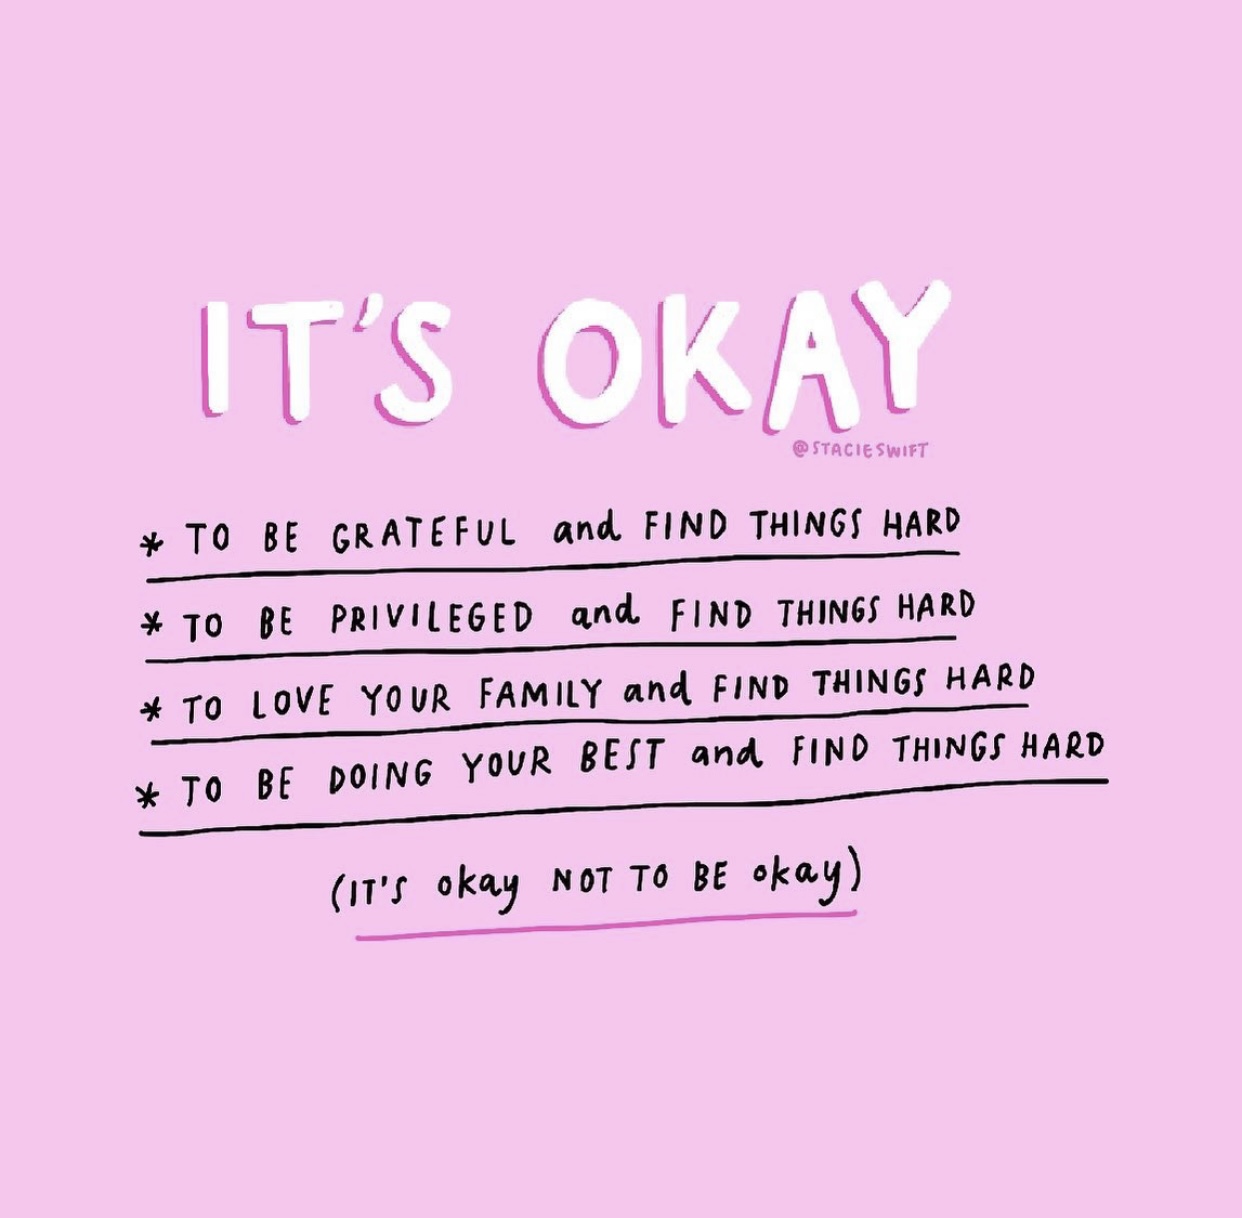 IT'S OKAY
@STACIESWIFT
* TO BE GRATEFUL and FIND THINGS HARD
* TO BE PRIVILEGED and FIND THINGS HARD
* TO LOVE YOUR FAMILY and FIND THINGS HARD
* TO BE DOING YOUR BEST and FIND THINGS HARD
(IT'S okay NOT TO BE okay)